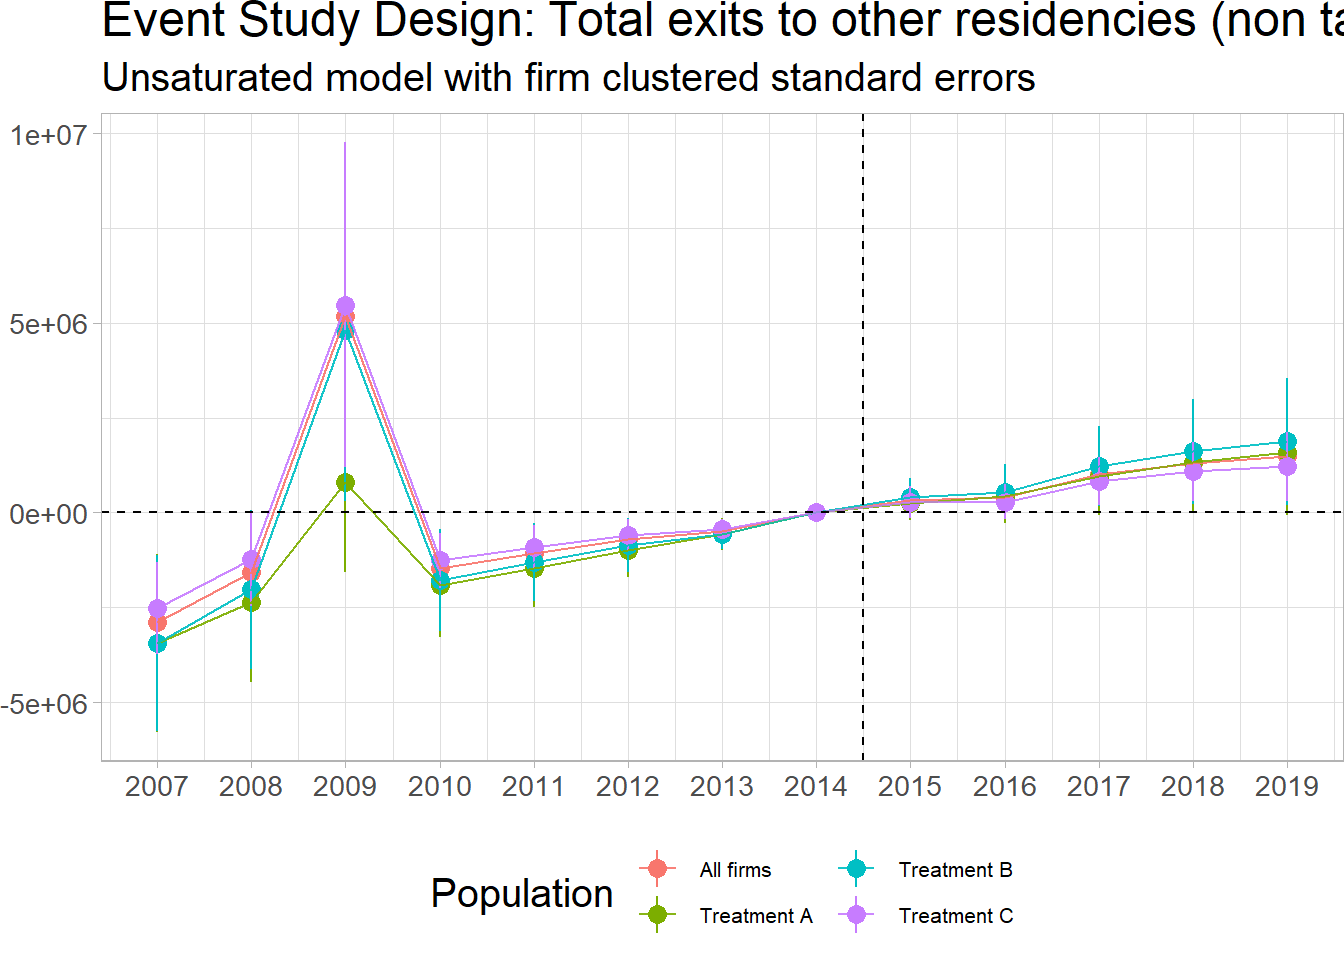 Event Study Design: Total exits to other residencies (non ta
Unsaturated model with firm clustered standard errors
1e+07
5e+06
0e+00
-5e+06
2007 2008 2009 2010 2011 2012 2013 2014 2015 2016 2017 2018 2019
Population
All firms
Treatment A
Treatment B
Treatment C